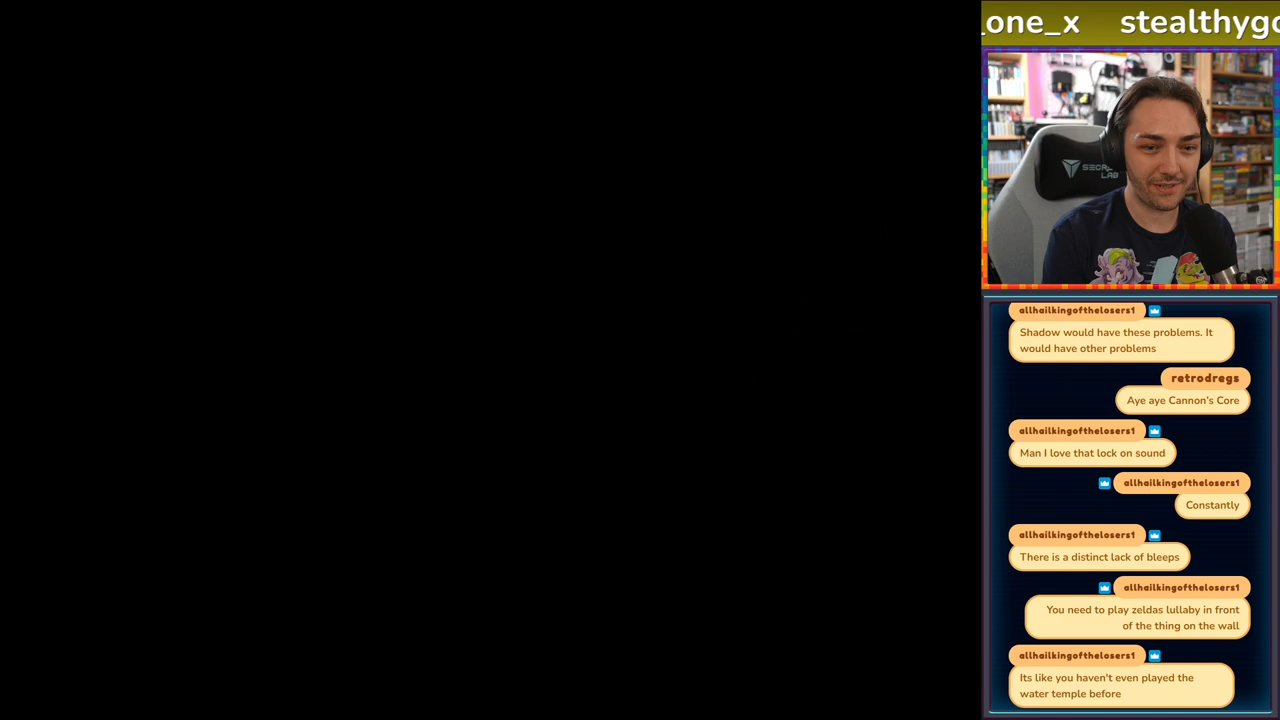 one_x stealthygo
SECRE
LAB
allhailkingofthelosers1
Shadow would have these problems. It
would have other problems
retrodregs
Aye aye Cannon's Core
allhailkingofthelosers1
Man I love that lock on sound
allhailkingofthelosers1
Constantly
allhailkingofthelosers1
There is a distinct lack of bleeps
allhailkingofthelosers1
You need to play zeldas lullaby in front
of the thing on the wall
allhailkingofthelosers1
Its like you haven't even played the
water temple before